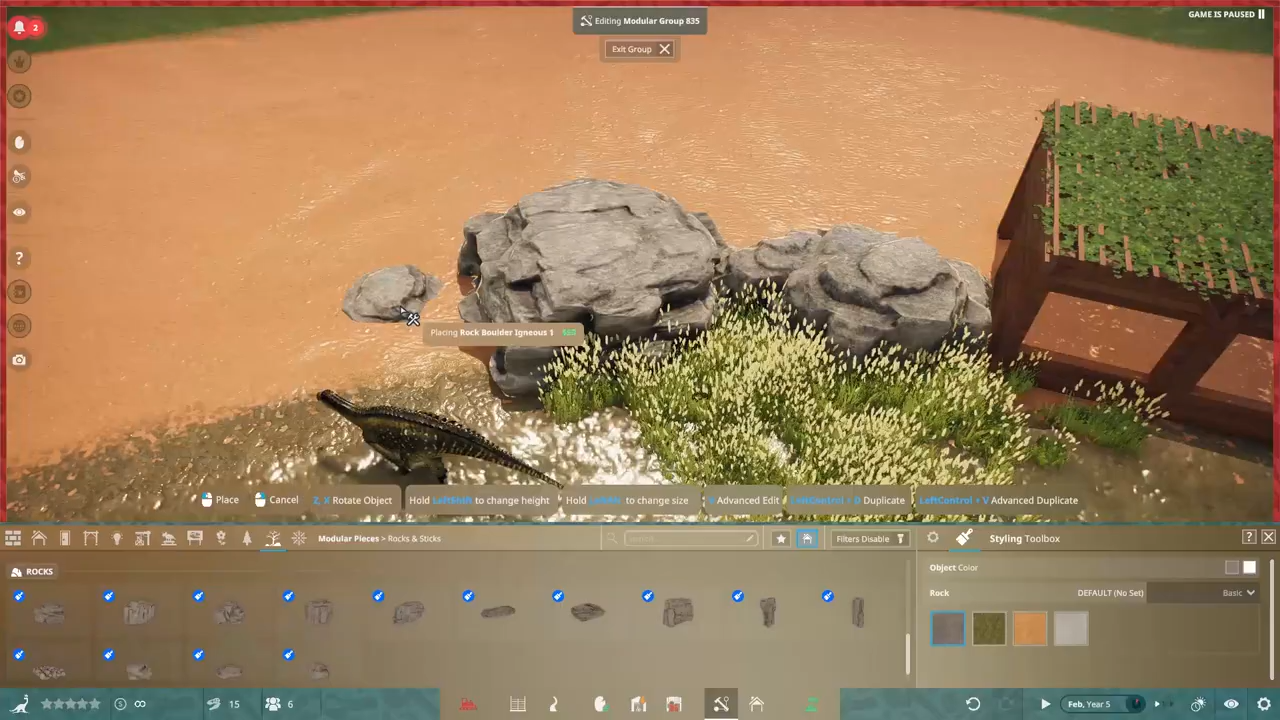 2
Editing Modular Group 835
Exit Group
GAME IS PAUSED
?
Placing Rock Boulder Igneous 1
Place
Cancel
Rotate Object
Hold LeftShift to change height
Hold to change size
Advanced Edit
LeftControl + D Duplicate
LeftControl + V Advanced Duplicate
Modular Pieces > Rocks & Sticks
Filters Disable
Styling Toolbox
?
ROCKS
Object Color
Rock
DEFAULT (No Set)
Basic
∞
15
6
Feb, Year 5